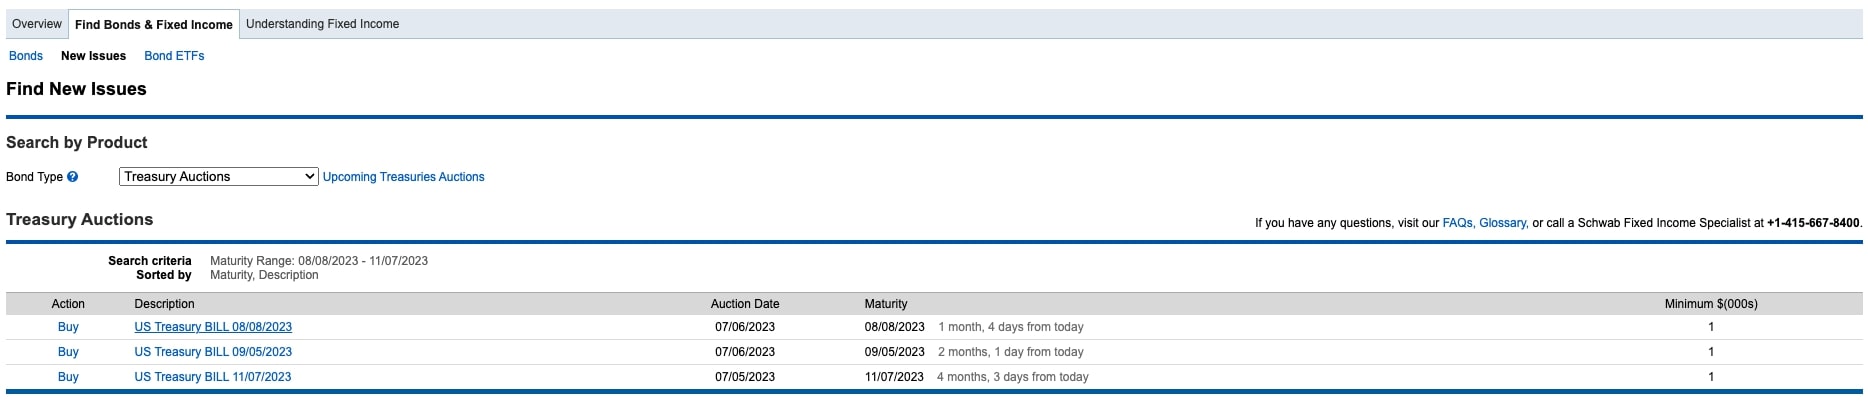 Overview Find Bonds & Fixed Income Understanding Fixed Income
Bonds New Issues Bond ETFs
Find New Issues
Search by Product
Bond Type ? Treasury Auctions Upcoming Treasuries Auctions
Treasury Auctions If you have any questions, visit our FAQs, Glossary, or call a Schwab Fixed Income Specialist at +1-415-667-8400.
Search criteria Maturity Range: 08/08/2023 - 11/07/2023
Sorted by Maturity, Description
Action Description Auction Date Maturity Minimum $(000s)
Buy US Treasury BILL 08/08/2023 07/06/2023 08/08/2023 1 month, 4 days from today 1
Buy US Treasury BILL 09/05/2023 07/06/2023 09/05/2023 2 months, 1 day from today 1
Buy US Treasury BILL 11/07/2023 07/05/2023 11/07/2023 4 months, 3 days from today 1